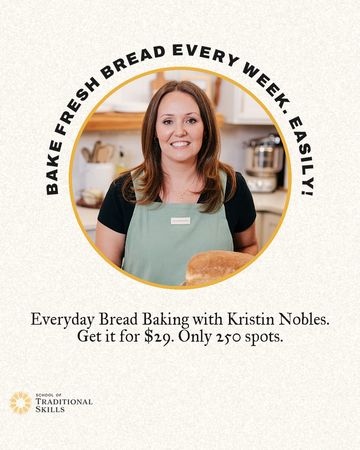 BAKE FRESH BREAD EVERY WEEK. EASILY!
Everyday Bread Baking with Kristin Nobles.
Get it for $29. Only 250 spots.
SCHOOL OF
TRADITIONAL
SKILLS